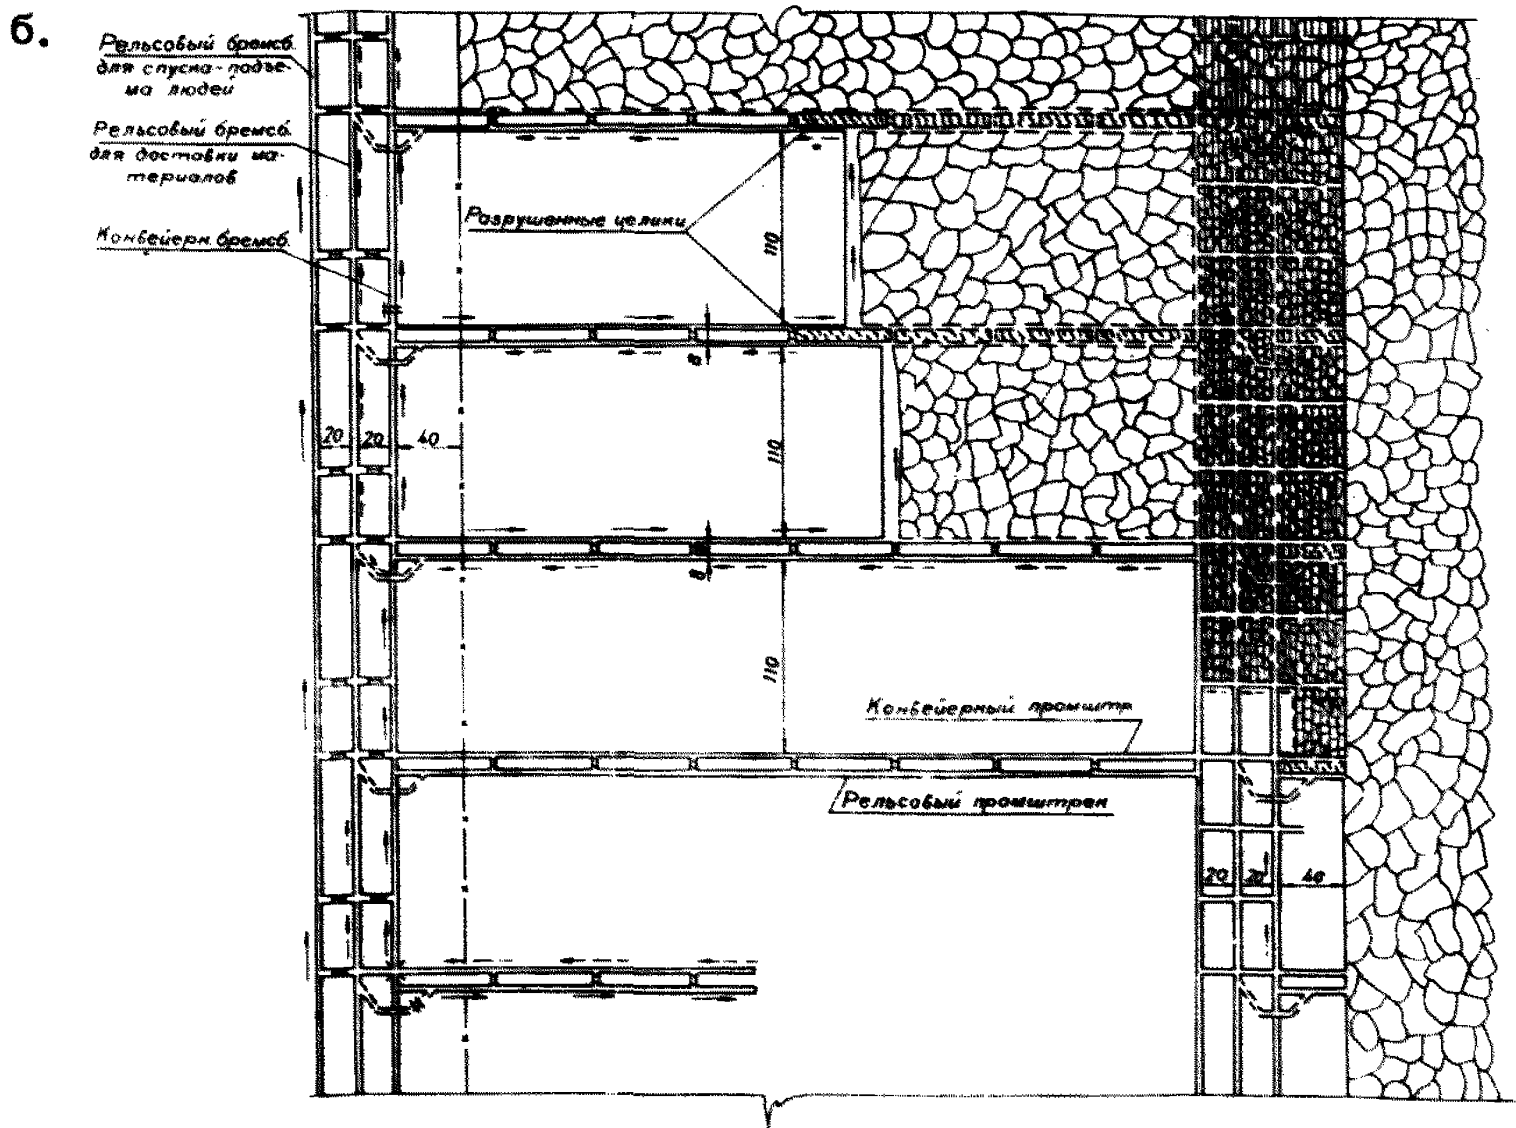 б.
Рельсовый бремсб.
для спуска-подъе-
ма людей
Рельсовый бремсб.
для доставки ма-
териалов
Разрушенные целики
110
Конвейерн. бремсб.
8
20 20 40
110
8
110
Конвейерный промштр.
Рельсовый промштрек
20 20 40